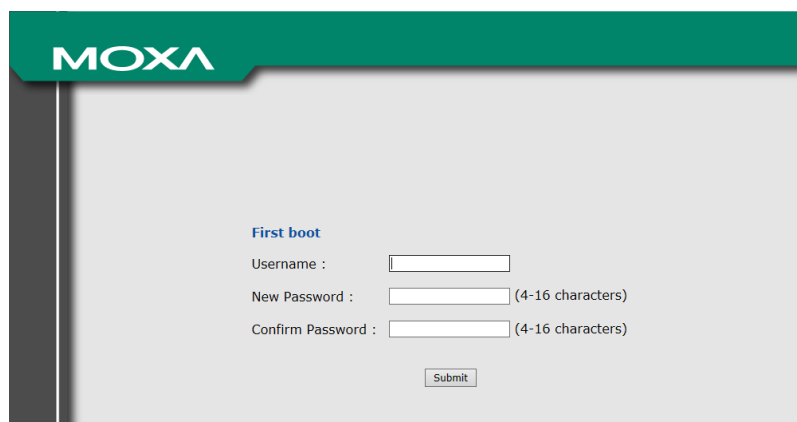 MOXA
First boot
Username :
New Password : (4-16 characters)
Confirm Password : (4-16 characters)
Submit